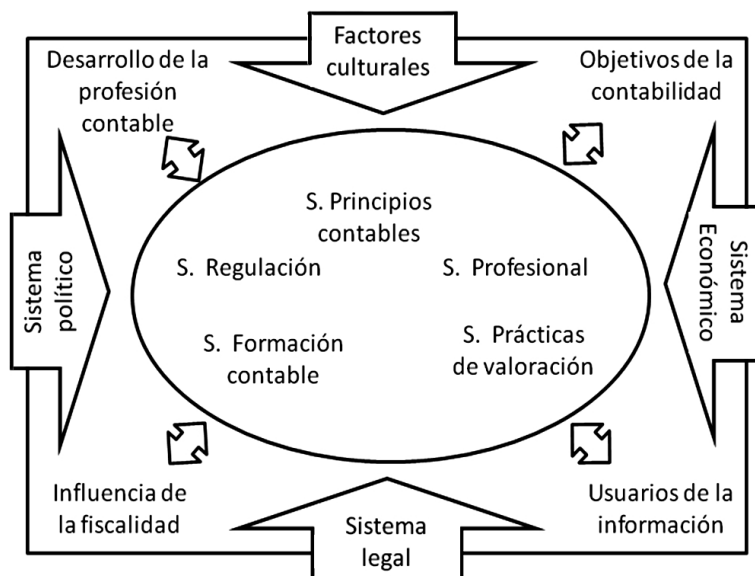 Factores
culturales
Desarrollo de la
profesión
contable
Objetivos de la
contabilidad
S. Principios
contables
S. Regulación
S. Profesional
Sistema
político
Sistema
Económico
S. Formación
contable
S. Prácticas
de valoración
Influencia de
la fiscalidad
Usuarios de la
información
Sistema
legal